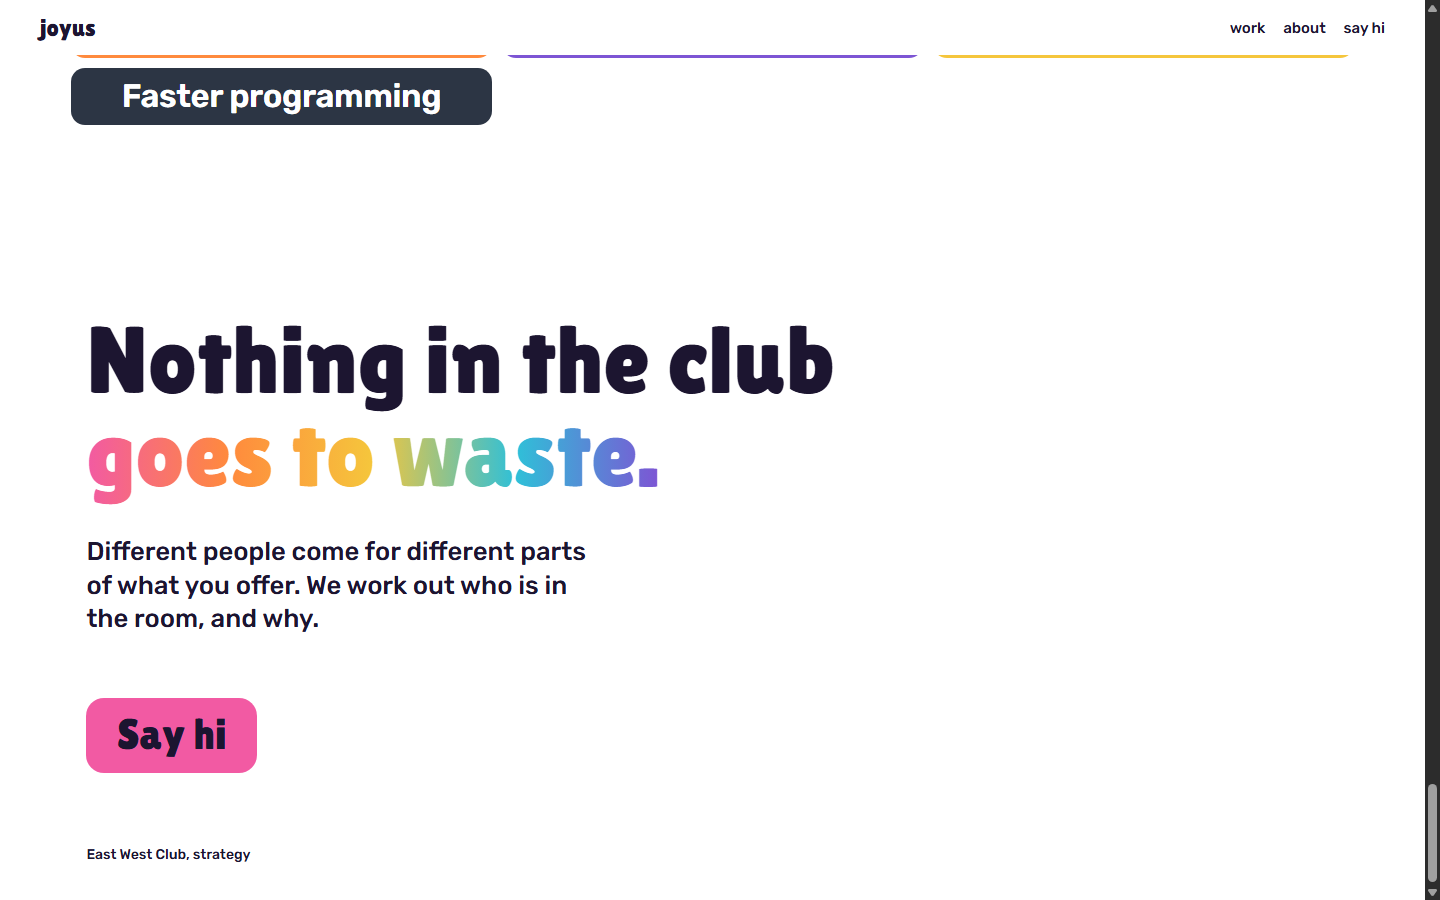 joyus
work about say hi
Faster programming
Nothing in the club
goes to waste.
Different people come for different parts
of what you offer. We work out who is in
the room, and why.
Say hi
East West Club, strategy